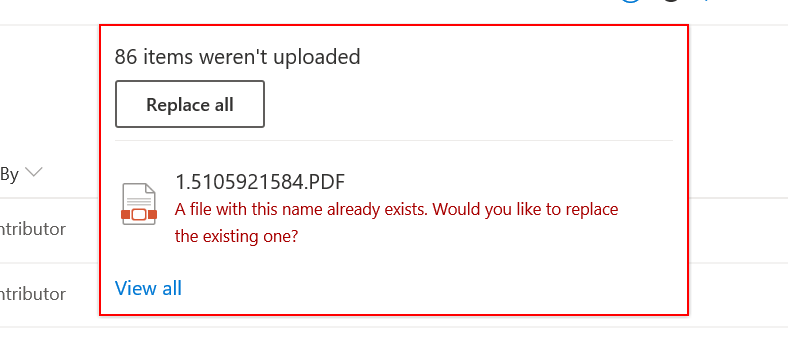 86 items weren't uploaded
Replace all
1.5105921584.PDF
By
A file with this name already exists. Would you like to replace
the existing one?
ntributor
View all
ntributor